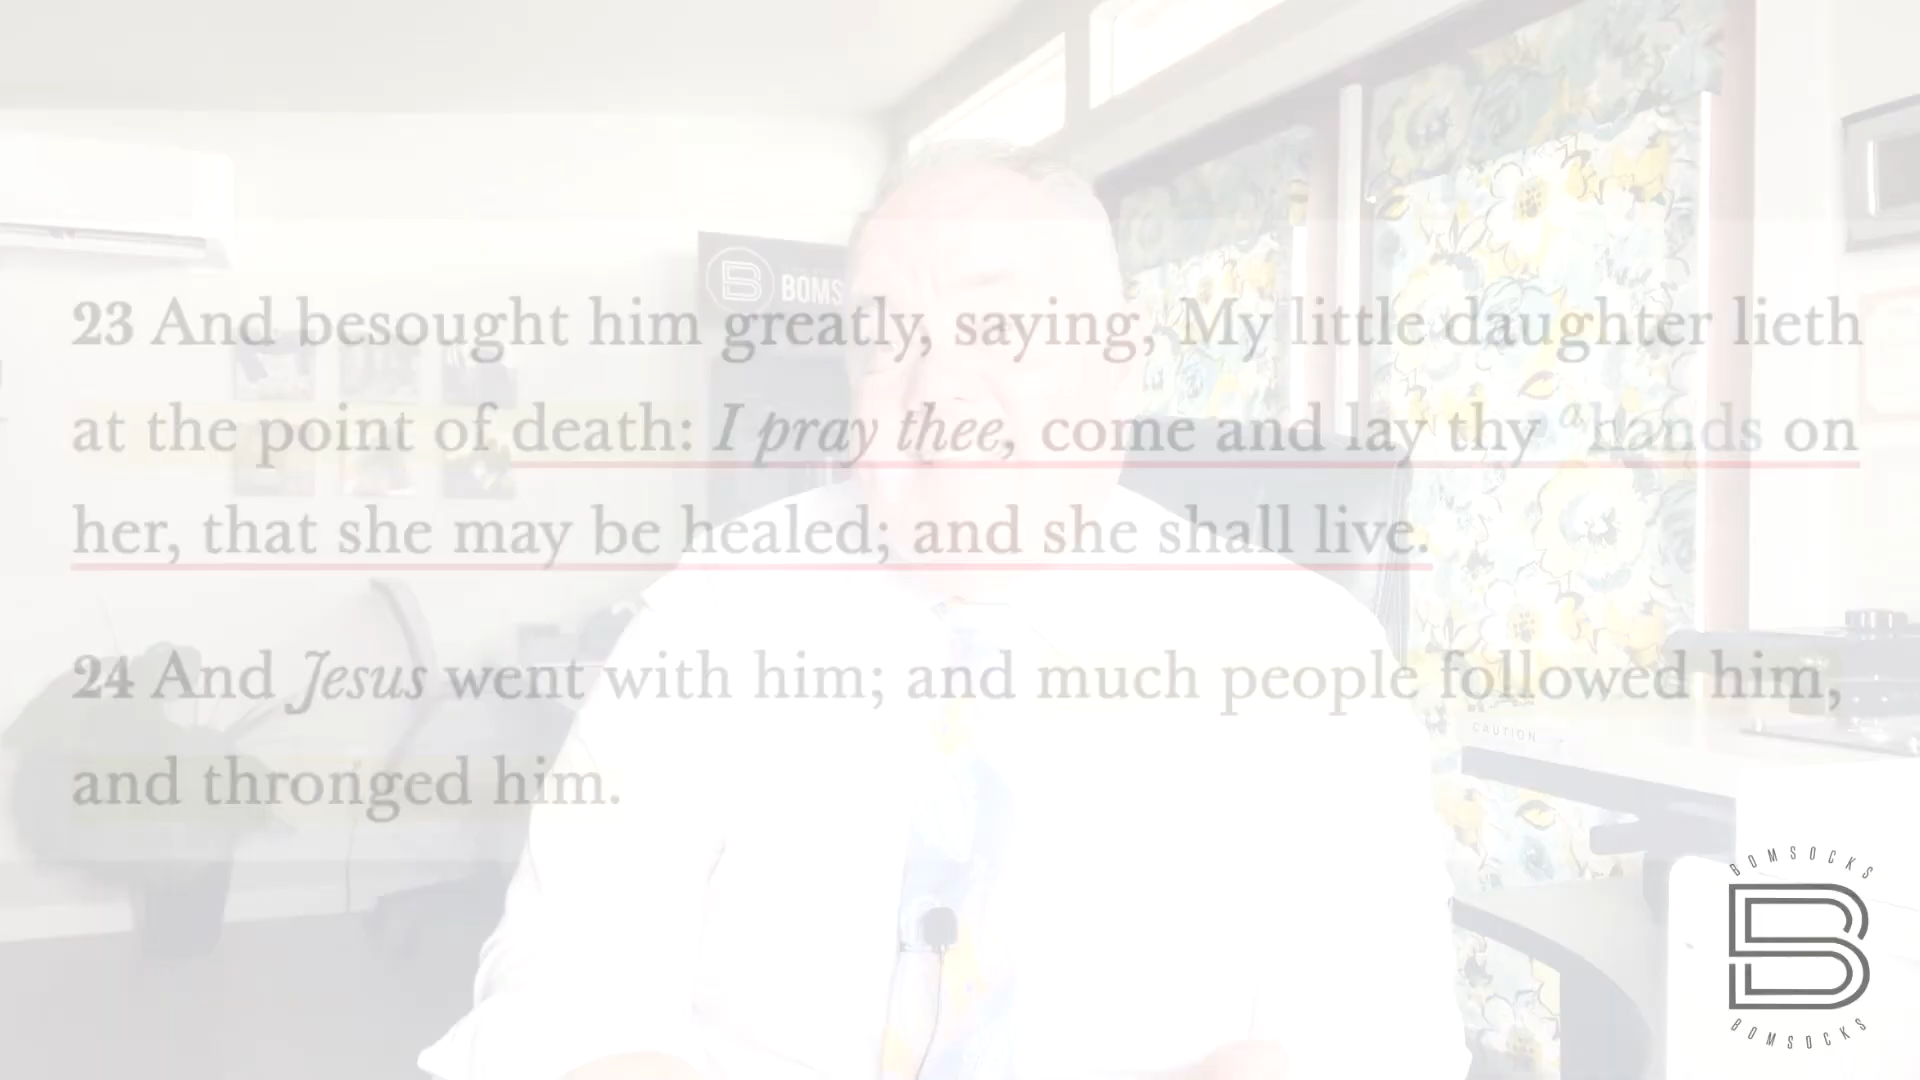 BOMS
23 And besought him greatly, saying, My little daughter lieth
at the point of death: I pray thee, come and lay thy a hands on
her, that she may be healed; and she shall live.
24 And Jesus went with him; and much people followed him,
and thronged him.
CAUTION
BOMSOCKS
B
BOMSOCKS